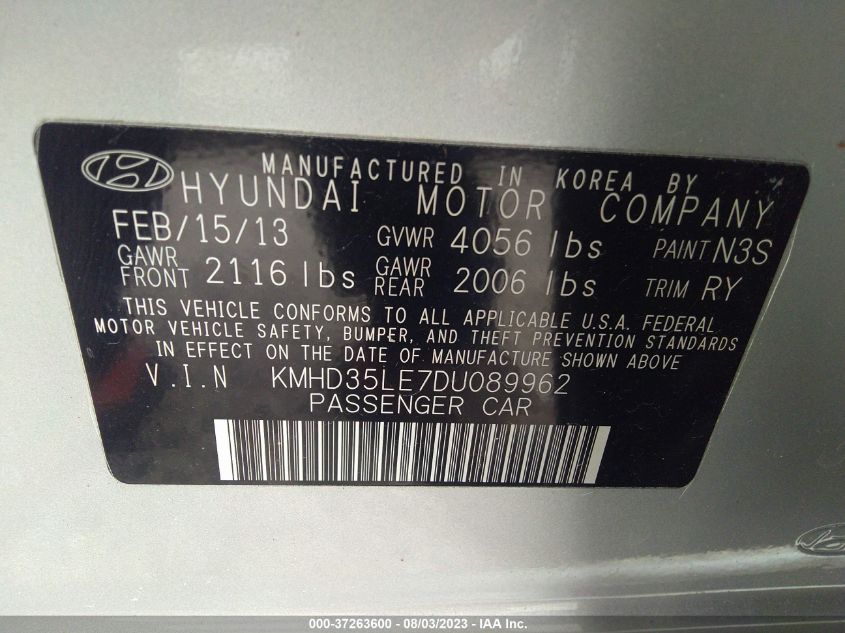 MANUFACTURED IN KOREA BY
HYUNDAI MOTOR COMPANY
FEB/15/13 GVWR 4056 lbs PAINT N3S
GAWR FRONT 2116 lbs GAWR REAR 2006 lbs TRIM RY
THIS VEHICLE CONFORMS TO ALL APPLICABLE U.S.A. FEDERAL
MOTOR VEHICLE SAFETY, BUMPER, AND THEFT PREVENTION STANDARDS
IN EFFECT ON THE DATE OF MANUFACTURE SHOWN ABOVE
V.I.N KMHD35LE7DU089962
PASSENGER CAR
000-37263600 - 08/03/2023 - IAA Inc.